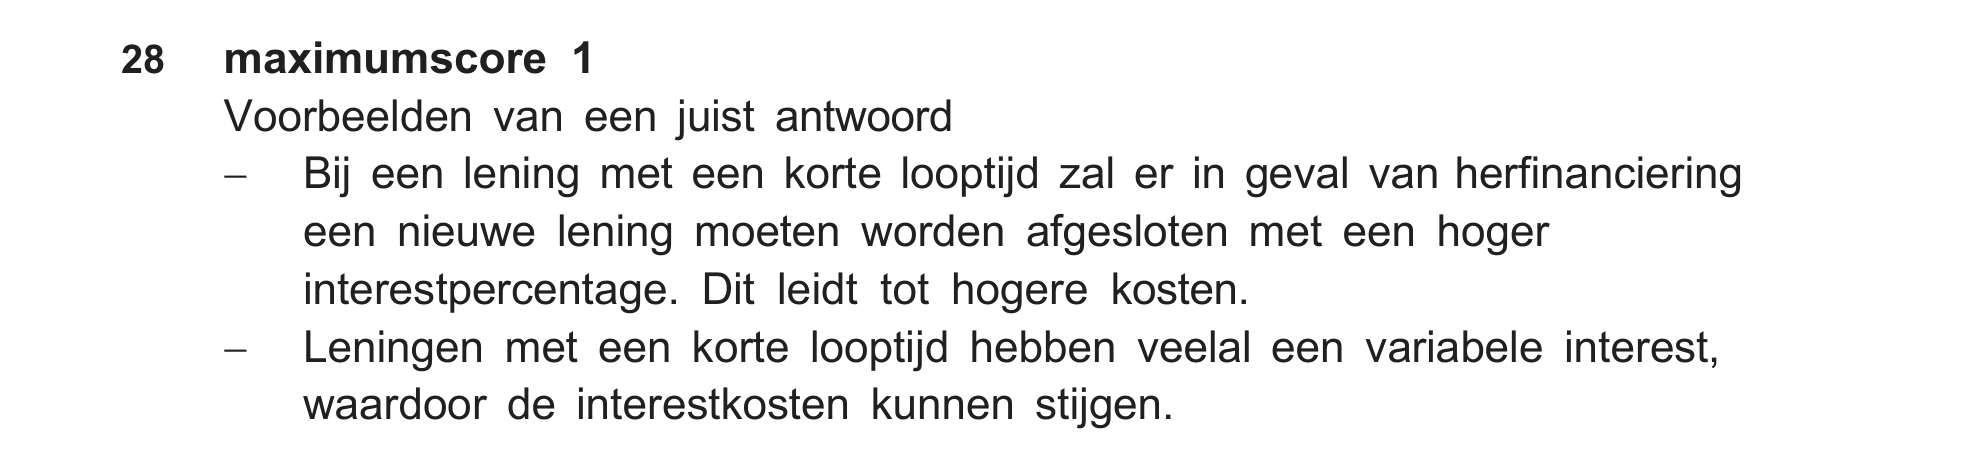 28 maximumscore 1
Voorbeelden van een juist antwoord
– Bij een lening met een korte looptijd zal er in geval van herfinanciering
een nieuwe lening moeten worden afgesloten met een hoger
interestpercentage. Dit leidt tot hogere kosten.
– Leningen met een korte looptijd hebben veelal een variabele interest,
waardoor de interestkosten kunnen stijgen.